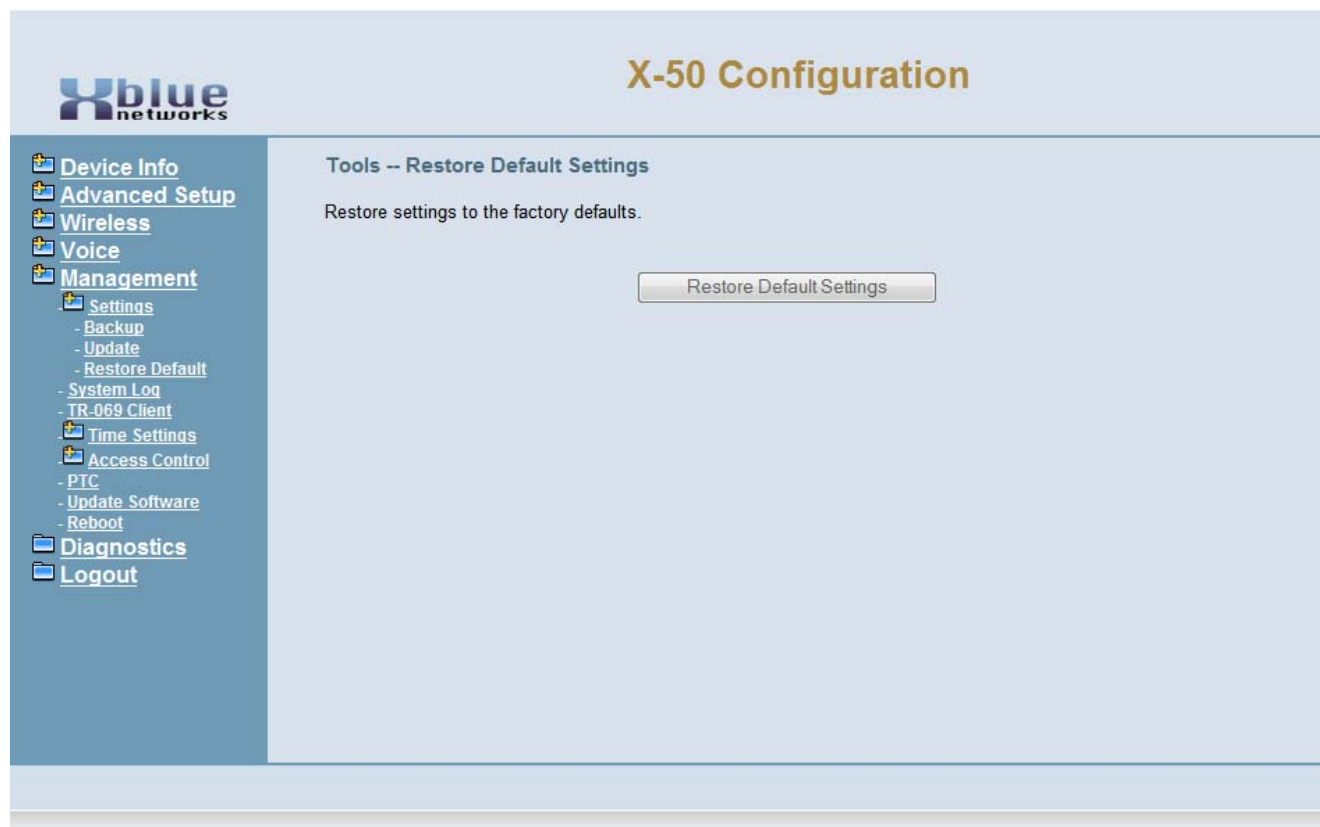 Xblue
networks
X-50 Configuration
Device Info
Advanced Setup
Wireless
Voice
Management
Settings
- Backup
- Update
- Restore Default
- System Log
- TR-069 Client
Time Settings
Access Control
- PTC
- Update Software
- Reboot
Diagnostics
Logout
Tools -- Restore Default Settings
Restore settings to the factory defaults.
Restore Default Settings